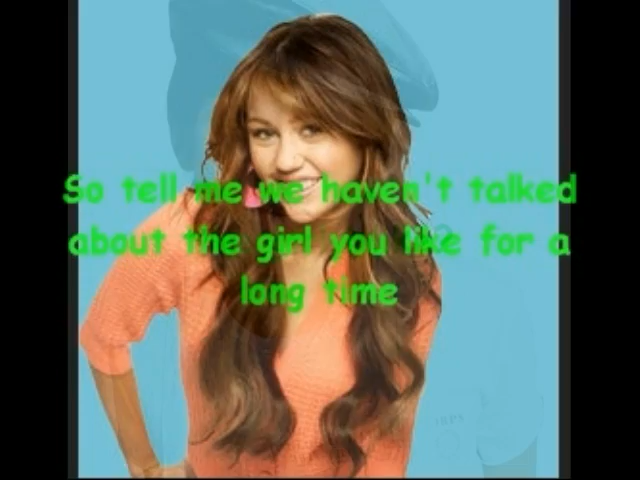 So tell me we haven't talked
about the girl you like for a
long time